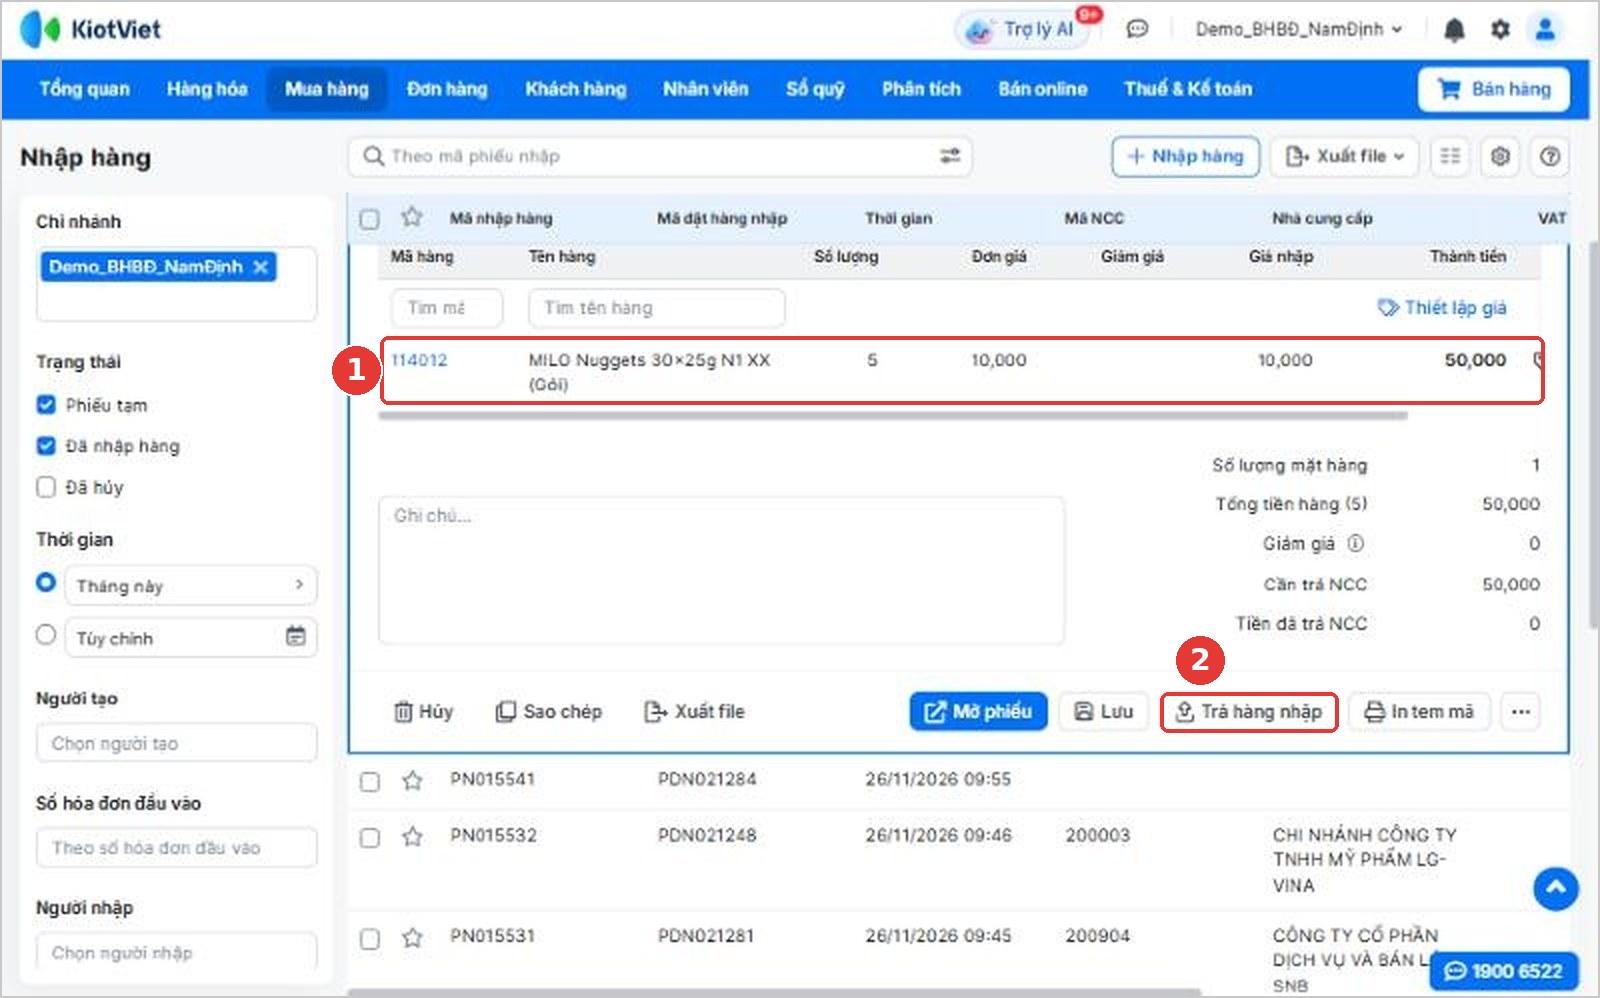 KiotViet
Trợ lý AI
9+
Demo_BHBĐ_NamĐịnh
Tổng quan
Hàng hóa
Mua hàng
Đơn hàng
Khách hàng
Nhân viên
Sổ quỹ
Phân tích
Bán online
Thuế & Kế toán
Bán hàng
Nhập hàng
Theo mã phiếu nhập
Nhập hàng
Xuất file
Chi nhánh
Demo_BHBĐ_NamĐịnh
Trạng thái
Phiếu tạm
Đã nhập hàng
Đã hủy
Thời gian
Tháng này
Tùy chỉnh
Người tạo
Chọn người tạo
Số hóa đơn đầu vào
Theo số hóa đơn đầu vào
Người nhập
Chọn người nhập
Mã nhập hàng Mã đặt hàng nhập Thời gian Mã NCC Nhà cung cấp VAT
Mã hàng Tên hàng Số lượng Đơn giá Giảm giá Giá nhập Thành tiền
Tìm mã Tìm tên hàng Thiết lập giá
1
114012 MILO Nuggets 30x25g N1 XX 5 10,000 10,000 50,000
(Gói)
Số lượng mặt hàng 1
Ghi chú...
Tổng tiền hàng (5) 50,000
Giảm giá 0
Cần trả NCC 50,000
Tiền đã trả NCC 0
2
Hủy Sao chép Xuất file Mở phiếu Lưu Trả hàng nhập In tem mã ...
PN015541 PDN021284 26/11/2026 09:55
PN015532 PDN021248 26/11/2026 09:46 200003 CHI NHÁNH CÔNG TY
TNHH MỸ PHẨM LG-
VINA
PN015531 PDN021281 26/11/2026 09:45 200904 CÔNG TY CỔ PHẦN
DỊCH VỤ VÀ BÁN
SNB
1900 6522